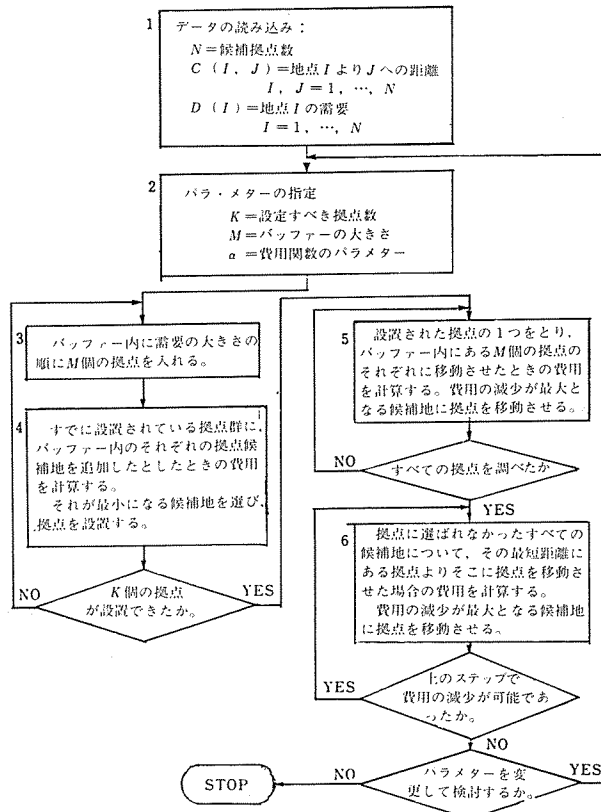 1
データの読み込み：
N＝候補拠点数
C（I，J）＝地点IよりJへの距離
I，J＝1，…，N
D（I）＝地点Iの需要
I＝1，…，N
2
パラ・メターの指定
K＝設定すべき拠点数
M＝バッファーの大きさ
α＝費用関数のパラメター
3
バッファー内に需要の大きさの
順にM個の拠点を入れる。
4
すでに設置されている拠点群に，
バッファー内のそれぞれの拠点候
補地を追加したとしたときの費用
を計算する。
それが最小になる候補地を選び，
拠点を設置する。
NO
K個の拠点
が設置できたか。
YES
5
設置された拠点の1つをとり，
バッファー内にあるM個の拠点の
それぞれに移動させたときの費用
を計算する。費用の減少が最大と
なる候補地に拠点を移動させる。
NO
すべての拠点を調べたか
YES
6
拠点に選ばれなかったすべての
候補地について，その最短距離に
ある拠点よりそこに拠点を移動さ
せた場合の費用を計算する。
費用の減少が最大となる候補地
に拠点を移動させる。
YES
上のステップで
費用の減少が可能であ
ったか。
NO
STOP
NO
パラメターを変
更して検討するか。
YES